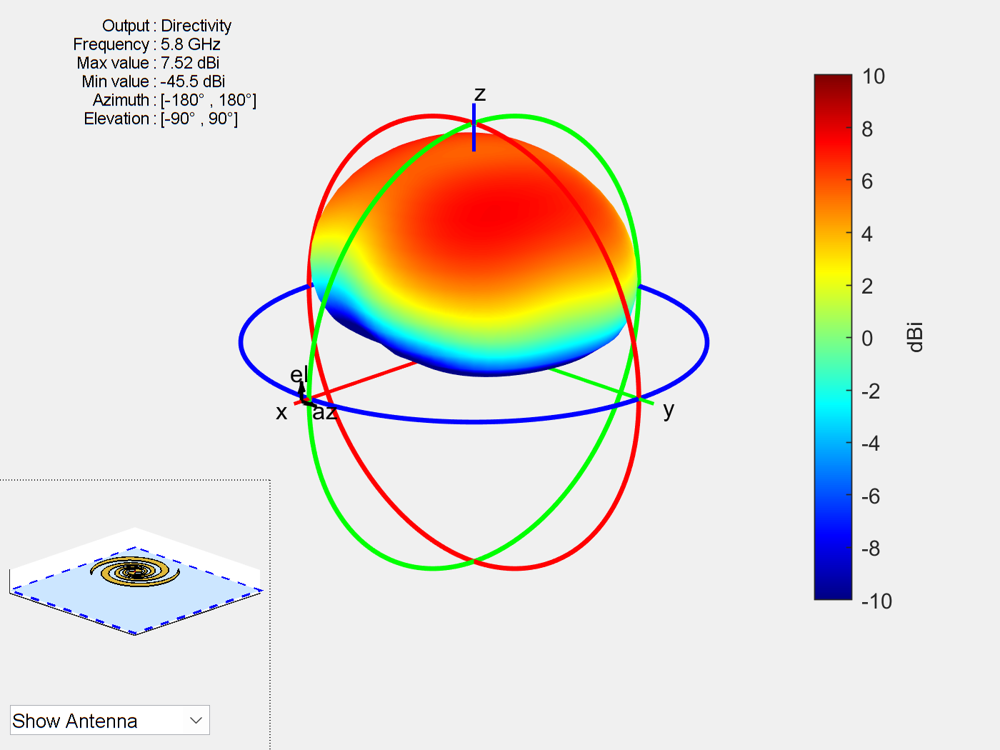 Output : Directivity
Frequency : 5.8 GHz
Max value : 7.52 dBi
Min value : -45.5 dBi
Azimuth : [-180° , 180°]
Elevation : [-90° , 90°]
z
el
x
az
y
10
8
6
4
2
0
-2
-4
-6
-8
-10
dBi
Show Antenna